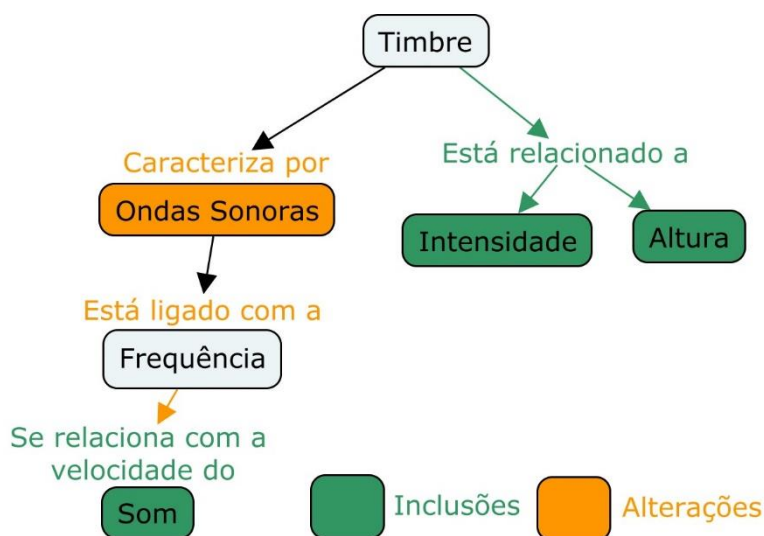 Timbre
Caracteriza por
Está relacionado a
Ondas Sonoras
Intensidade
Altura
Está ligado com a
Frequência
Se relaciona com a
velocidade do
Som
Inclusões
Alterações